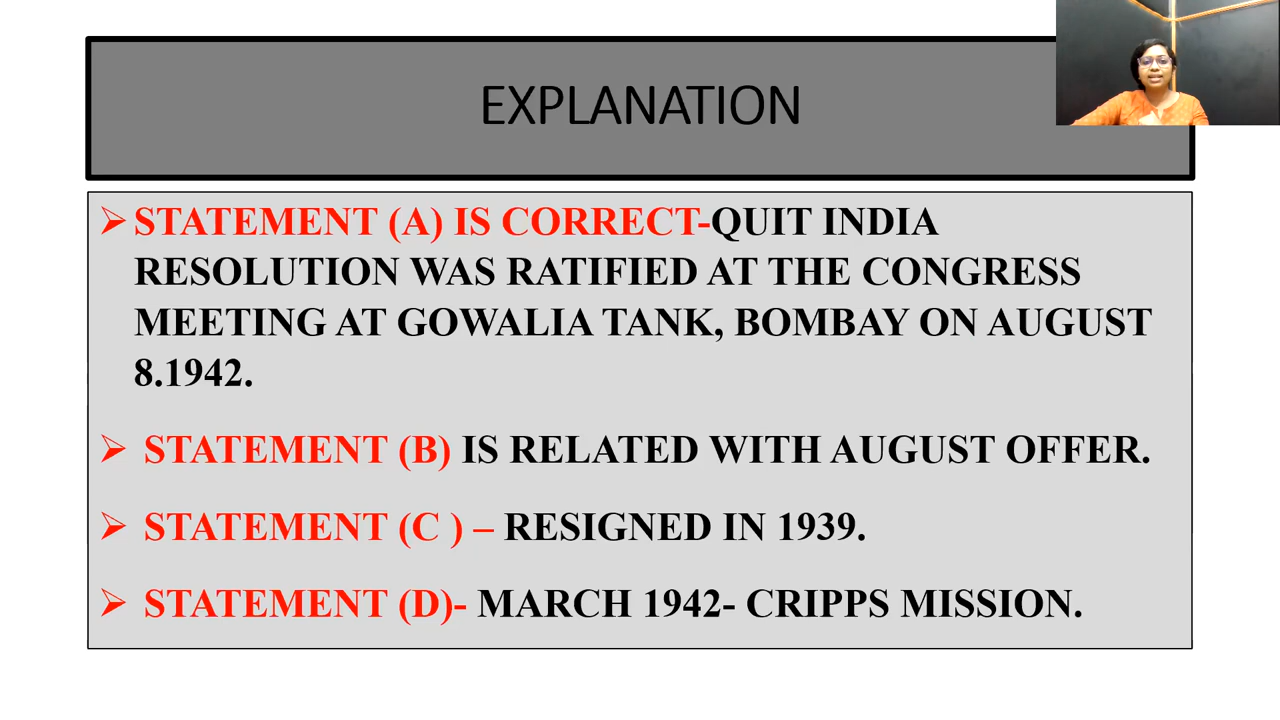 EXPLANATION
STATEMENT (A) IS CORRECT-QUIT INDIA
RESOLUTION WAS RATIFIED AT THE CONGRESS
MEETING AT GOWALIA TANK, BOMBAY ON AUGUST
8.1942.
STATEMENT (B) IS RELATED WITH AUGUST OFFER.
STATEMENT (C ) – RESIGNED IN 1939.
STATEMENT (D)- MARCH 1942- CRIPPS MISSION.